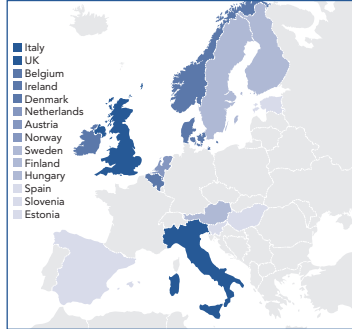 Italy
UK
Belgium
Ireland
Denmark
Netherlands
Austria
Norway
Sweden
Finland
Hungary
Spain
Slovenia
Estonia